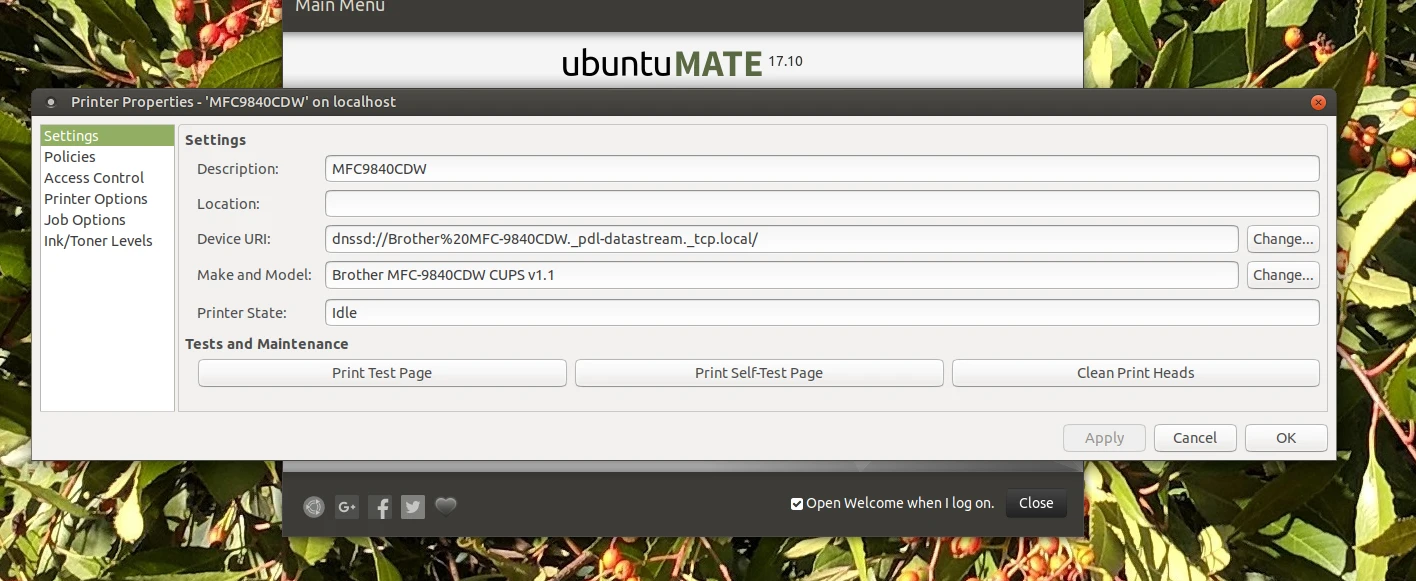 Main Menu
ubuntuMATE 17.10
Printer Properties - 'MFC9840CDW' on localhost
Settings
Policies
Access Control
Printer Options
Job Options
Ink/Toner Levels
Settings
Description: MFC9840CDW
Location:
Device URI: dnssd://Brother%20MFC-9840CDW._pdl-datastream._tcp.local/ Change...
Make and Model: Brother MFC-9840CDW CUPS v1.1 Change...
Printer State: Idle
Tests and Maintenance
Print Test Page Print Self-Test Page Clean Print Heads
Apply Cancel OK
G+ f Open Welcome when I log on. Close